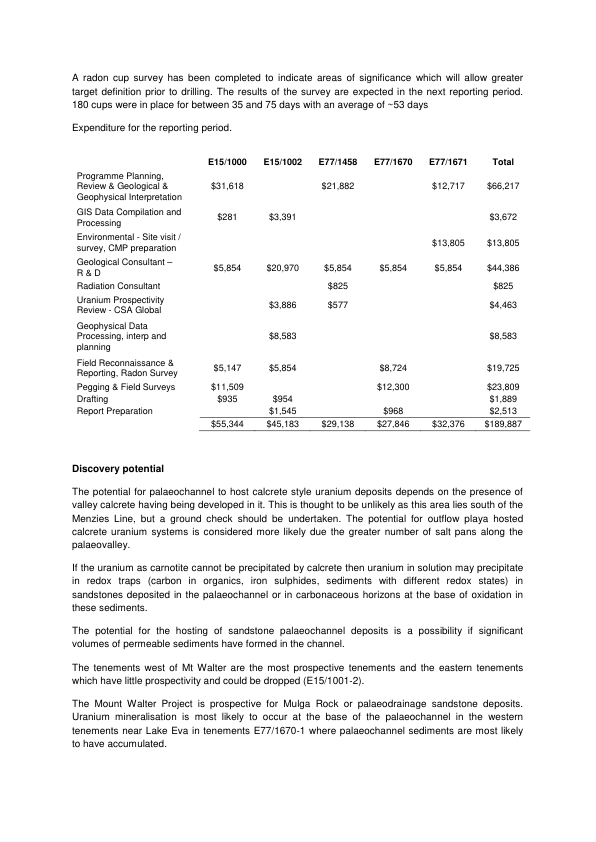 A radon cup survey has been completed to indicate areas of significance which will allow greater
target definition prior to drilling. The results of the survey are expected in the next reporting period.
180 cups were in place for between 35 and 75 days with an average of ~53 days
Expenditure for the reporting period.
E15/1000 E15/1002 E77/1458 E77/1670 E77/1671 Total
Programme Planning,
Review & Geological &
Geophysical Interpretation
$31,618 $21,882 $12,717 $66,217
GIS Data Compilation and
Processing
$281 $3,391 $3,672
Environmental - Site visit /
survey, CMP preparation
$13,805 $13,805
Geological Consultant –
R & D
$5,854 $20,970 $5,854 $5,854 $5,854 $44,386
Radiation Consultant $825 $825
Uranium Prospectivity
Review - CSA Global
$3,886 $577 $4,463
Geophysical Data
Processing, interp and
planning
$8,583 $8,583
Field Reconnaissance &
Reporting, Radon Survey
$5,147 $5,854 $8,724 $19,725
Pegging & Field Surveys $11,509 $12,300 $23,809
Drafting $935 $954 $1,889
Report Preparation $1,545 $968 $2,513
$55,344 $45,183 $29,138 $27,846 $32,376 $189,887
Discovery potential
The potential for palaeochannel to host calcrete style uranium deposits depends on the presence of
valley calcrete having being developed in it. This is thought to be unlikely as this area lies south of the
Menzies Line, but a ground check should be undertaken. The potential for outflow playa hosted
calcrete uranium systems is considered more likely due the greater number of salt pans along the
palaeovalley.
If the uranium as carnotite cannot be precipitated by calcrete then uranium in solution may precipitate
in redox traps (carbon in organics, iron sulphides, sediments with different redox states) in
sandstones deposited in the palaeochannel or in carbonaceous horizons at the base of oxidation in
these sediments.
The potential for the hosting of sandstone palaeochannel deposits is a possibility if significant
volumes of permeable sediments have formed in the channel.
The tenements west of Mt Walter are the most prospective tenements and the eastern tenements
which have little prospectivity and could be dropped (E15/1001-2).
The Mount Walter Project is prospective for Mulga Rock or palaeodrainage sandstone deposits.
Uranium mineralisation is most likely to occur at the base of the palaeochannel in the western
tenements near Lake Eva in tenements E77/1670-1 where palaeochannel sediments are most likely
to have accumulated.